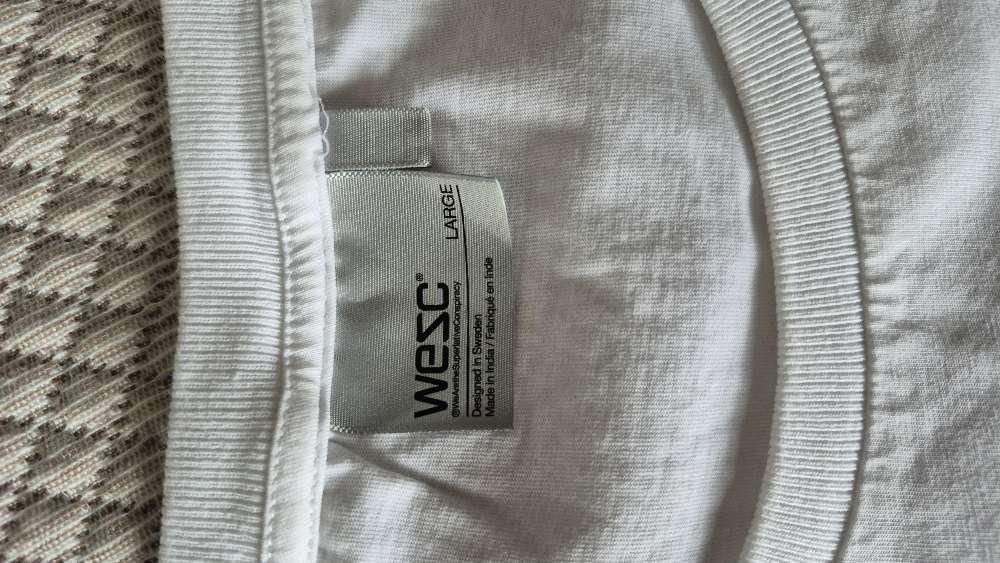 wesc®
LARGE
@WeAretheSuperlativeConspiracy
Designed in Sweden
Made in India / Fabriqué en Inde